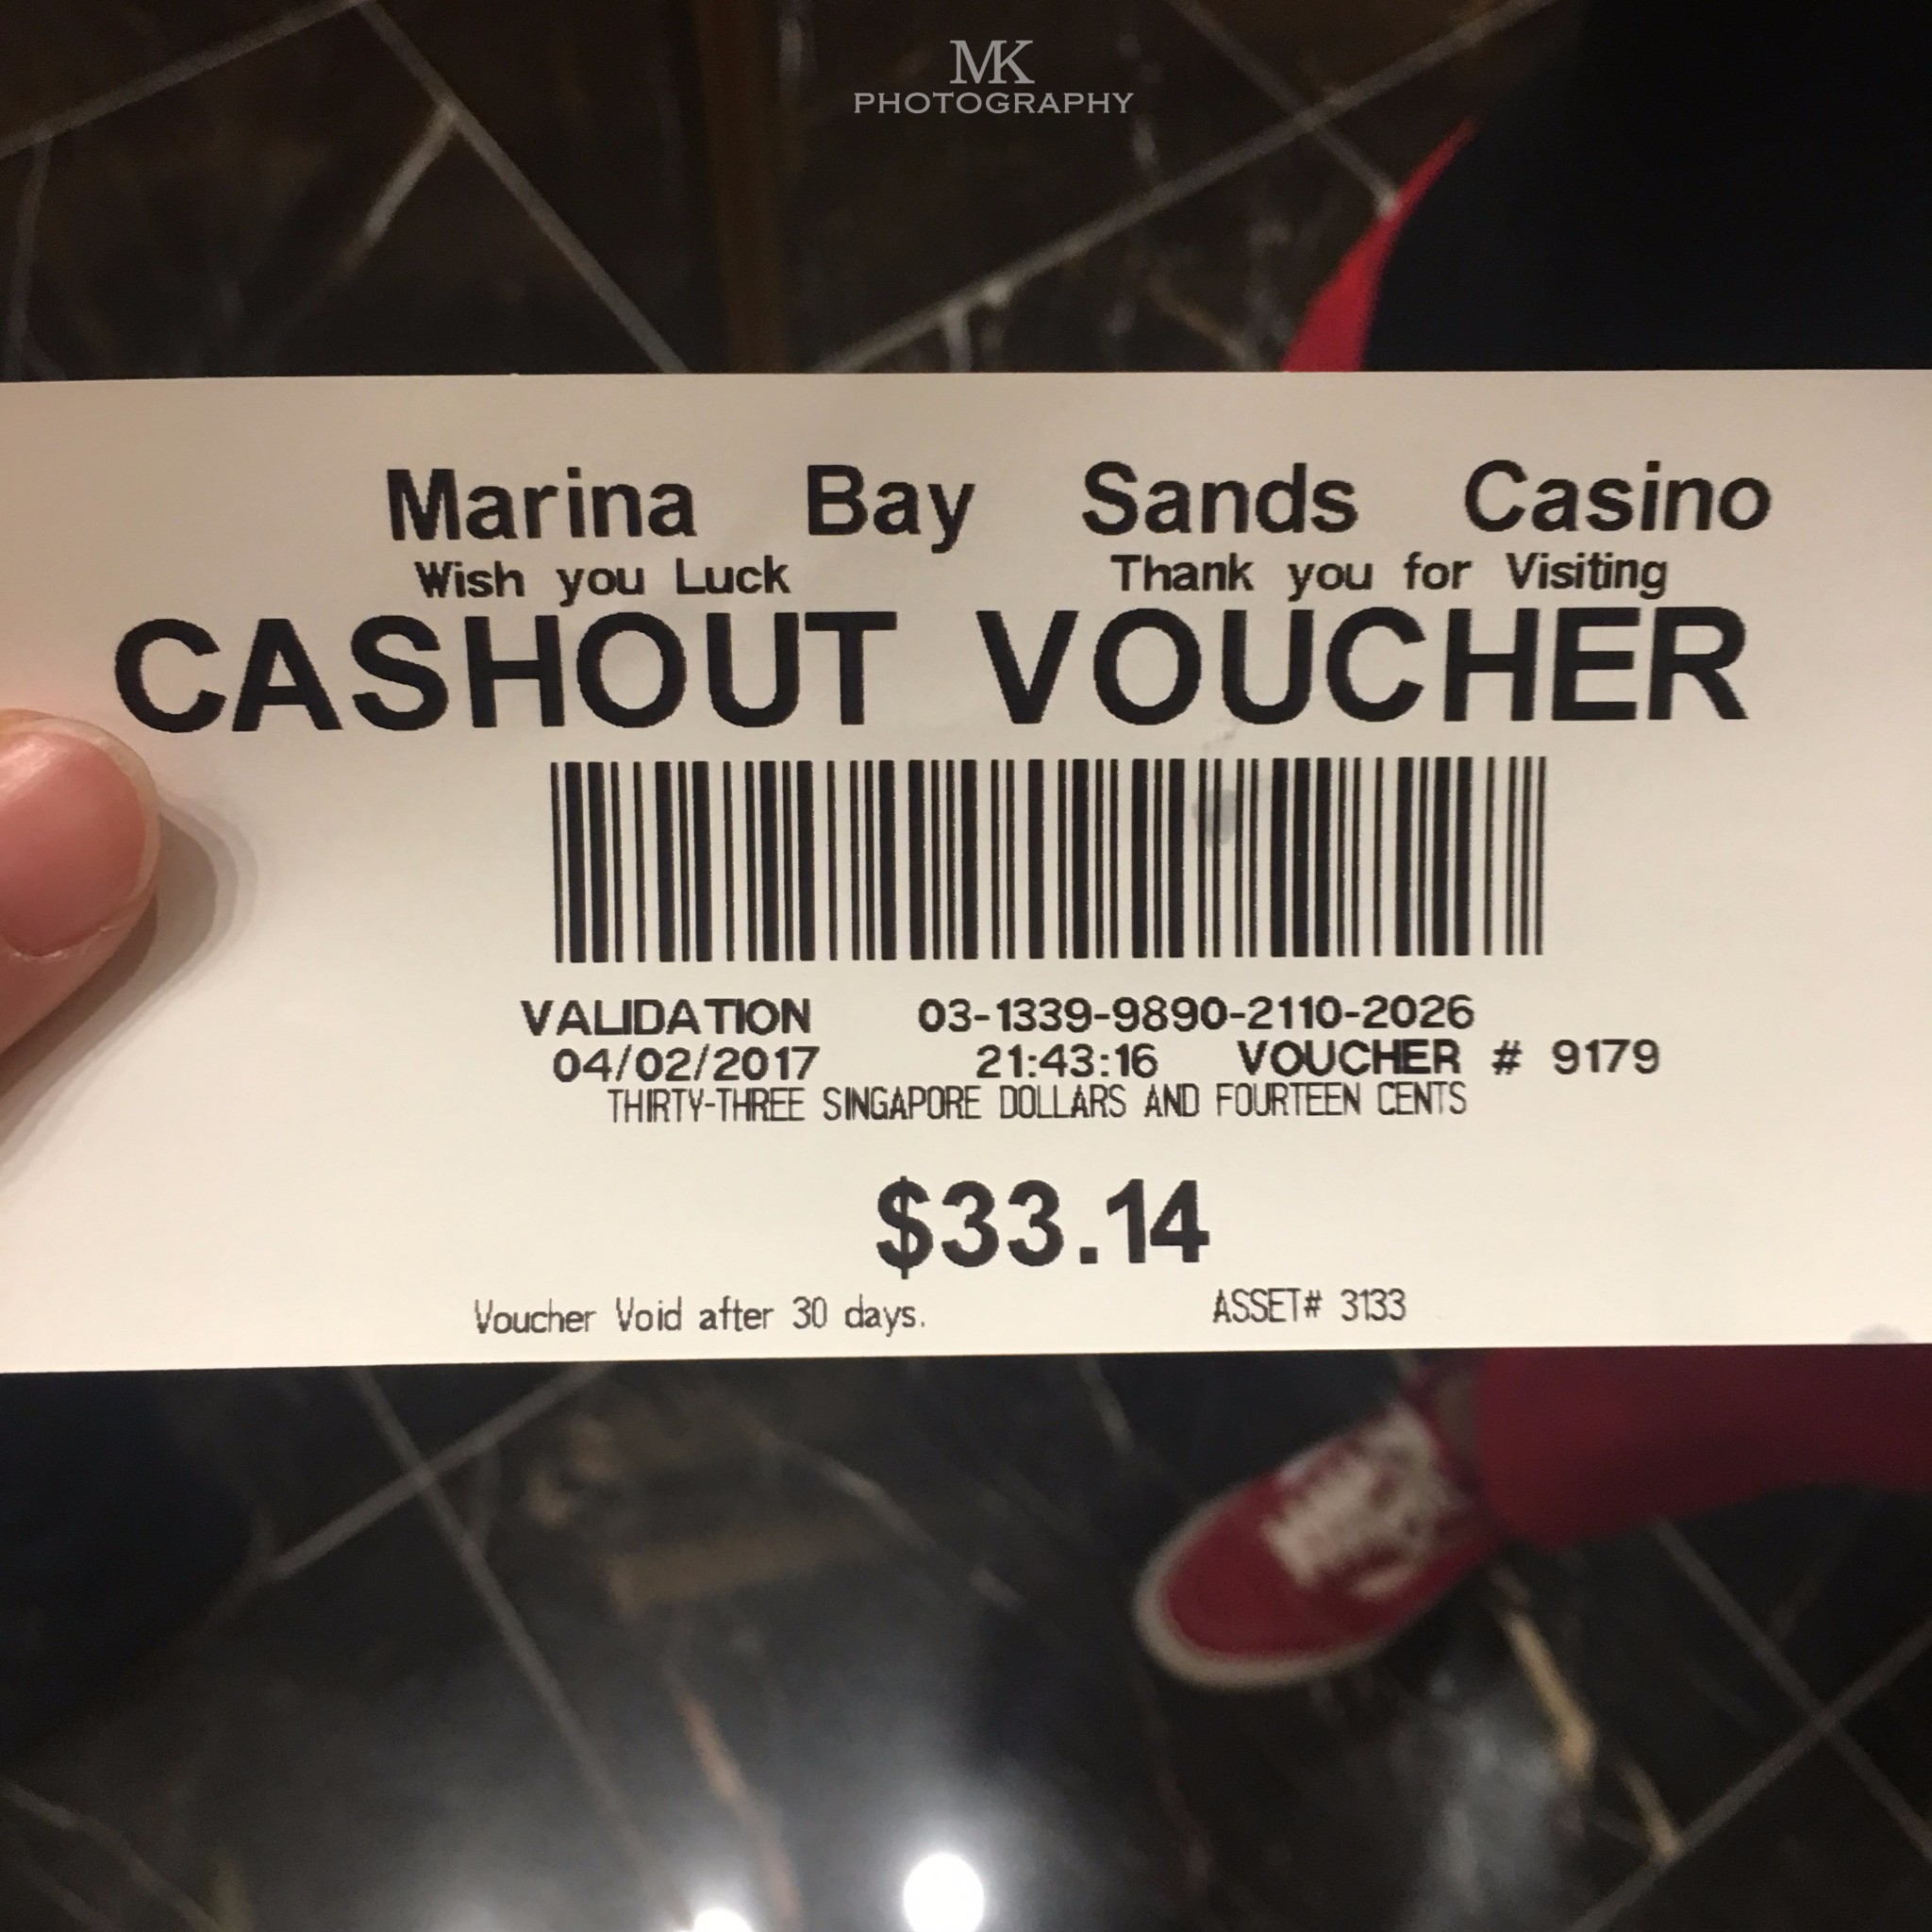 MK
PHOTOGRAPHY
Marina Bay Sands Casino
Wish you Luck Thank you for Visiting
CASHOUT VOUCHER
VALIDATION 03-1339-9890-2110-2026
04/02/2017 21:43:16 VOUCHER # 9179
THIRTY-THREE SINGAPORE DOLLARS AND FOURTEEN CENTS
$33.14
Voucher Void after 30 days. ASSET# 3133